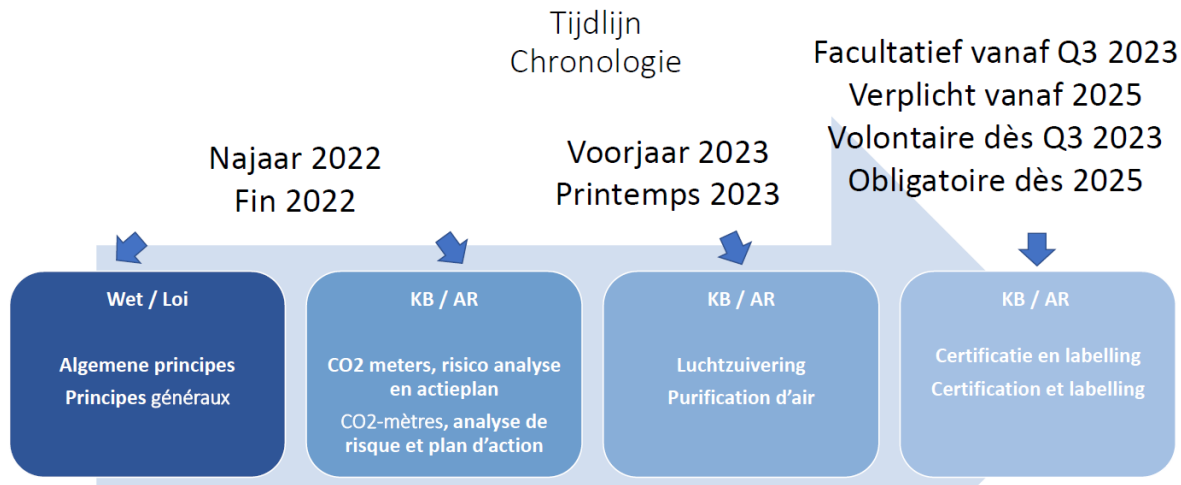 Tijdlijn
Chronologie
Najaar 2022
Fin 2022
Voorjaar 2023
Printemps 2023
Facultatief vanaf Q3 2023
Verplicht vanaf 2025
Volontaire dès Q3 2023
Obligatoire dès 2025
Wet / Loi
Algemene principes
Principes généraux
KB / AR
CO2 meters, risico analyse
en actieplan
CO2-mètres, analyse de
risque et plan d’action
KB / AR
Luchtzuivering
Purification d’air
KB / AR
Certificatie en labelling
Certification et labelling